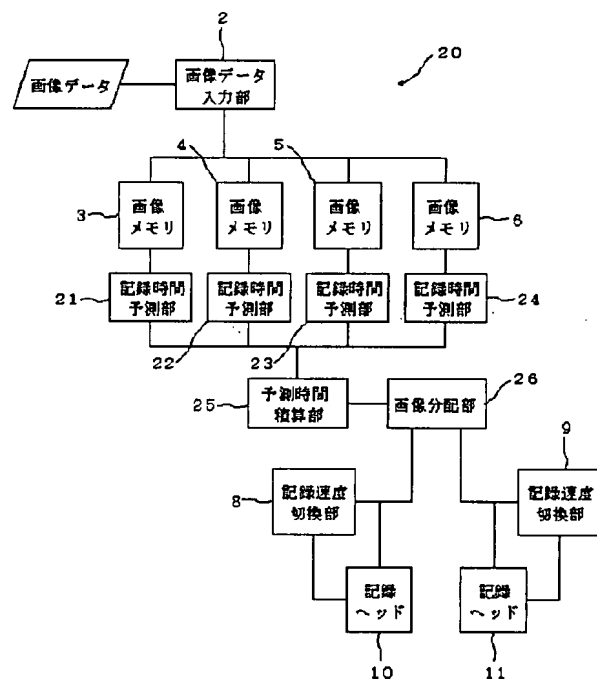 2
20
画像データ
画像データ
入力部
4
5
3
画像
メモリ
画像
メモリ
画像
メモリ
画像
メモリ
6
21
記録時間
予測部
記録時間
予測部
記録時間
予測部
記録時間
予測部
24
22
23
25
予測時間
積算部
画像分配部
26
9
8
記録速度
切換部
記録速度
切換部
記録
ヘッド
記録
ヘッド
10
11